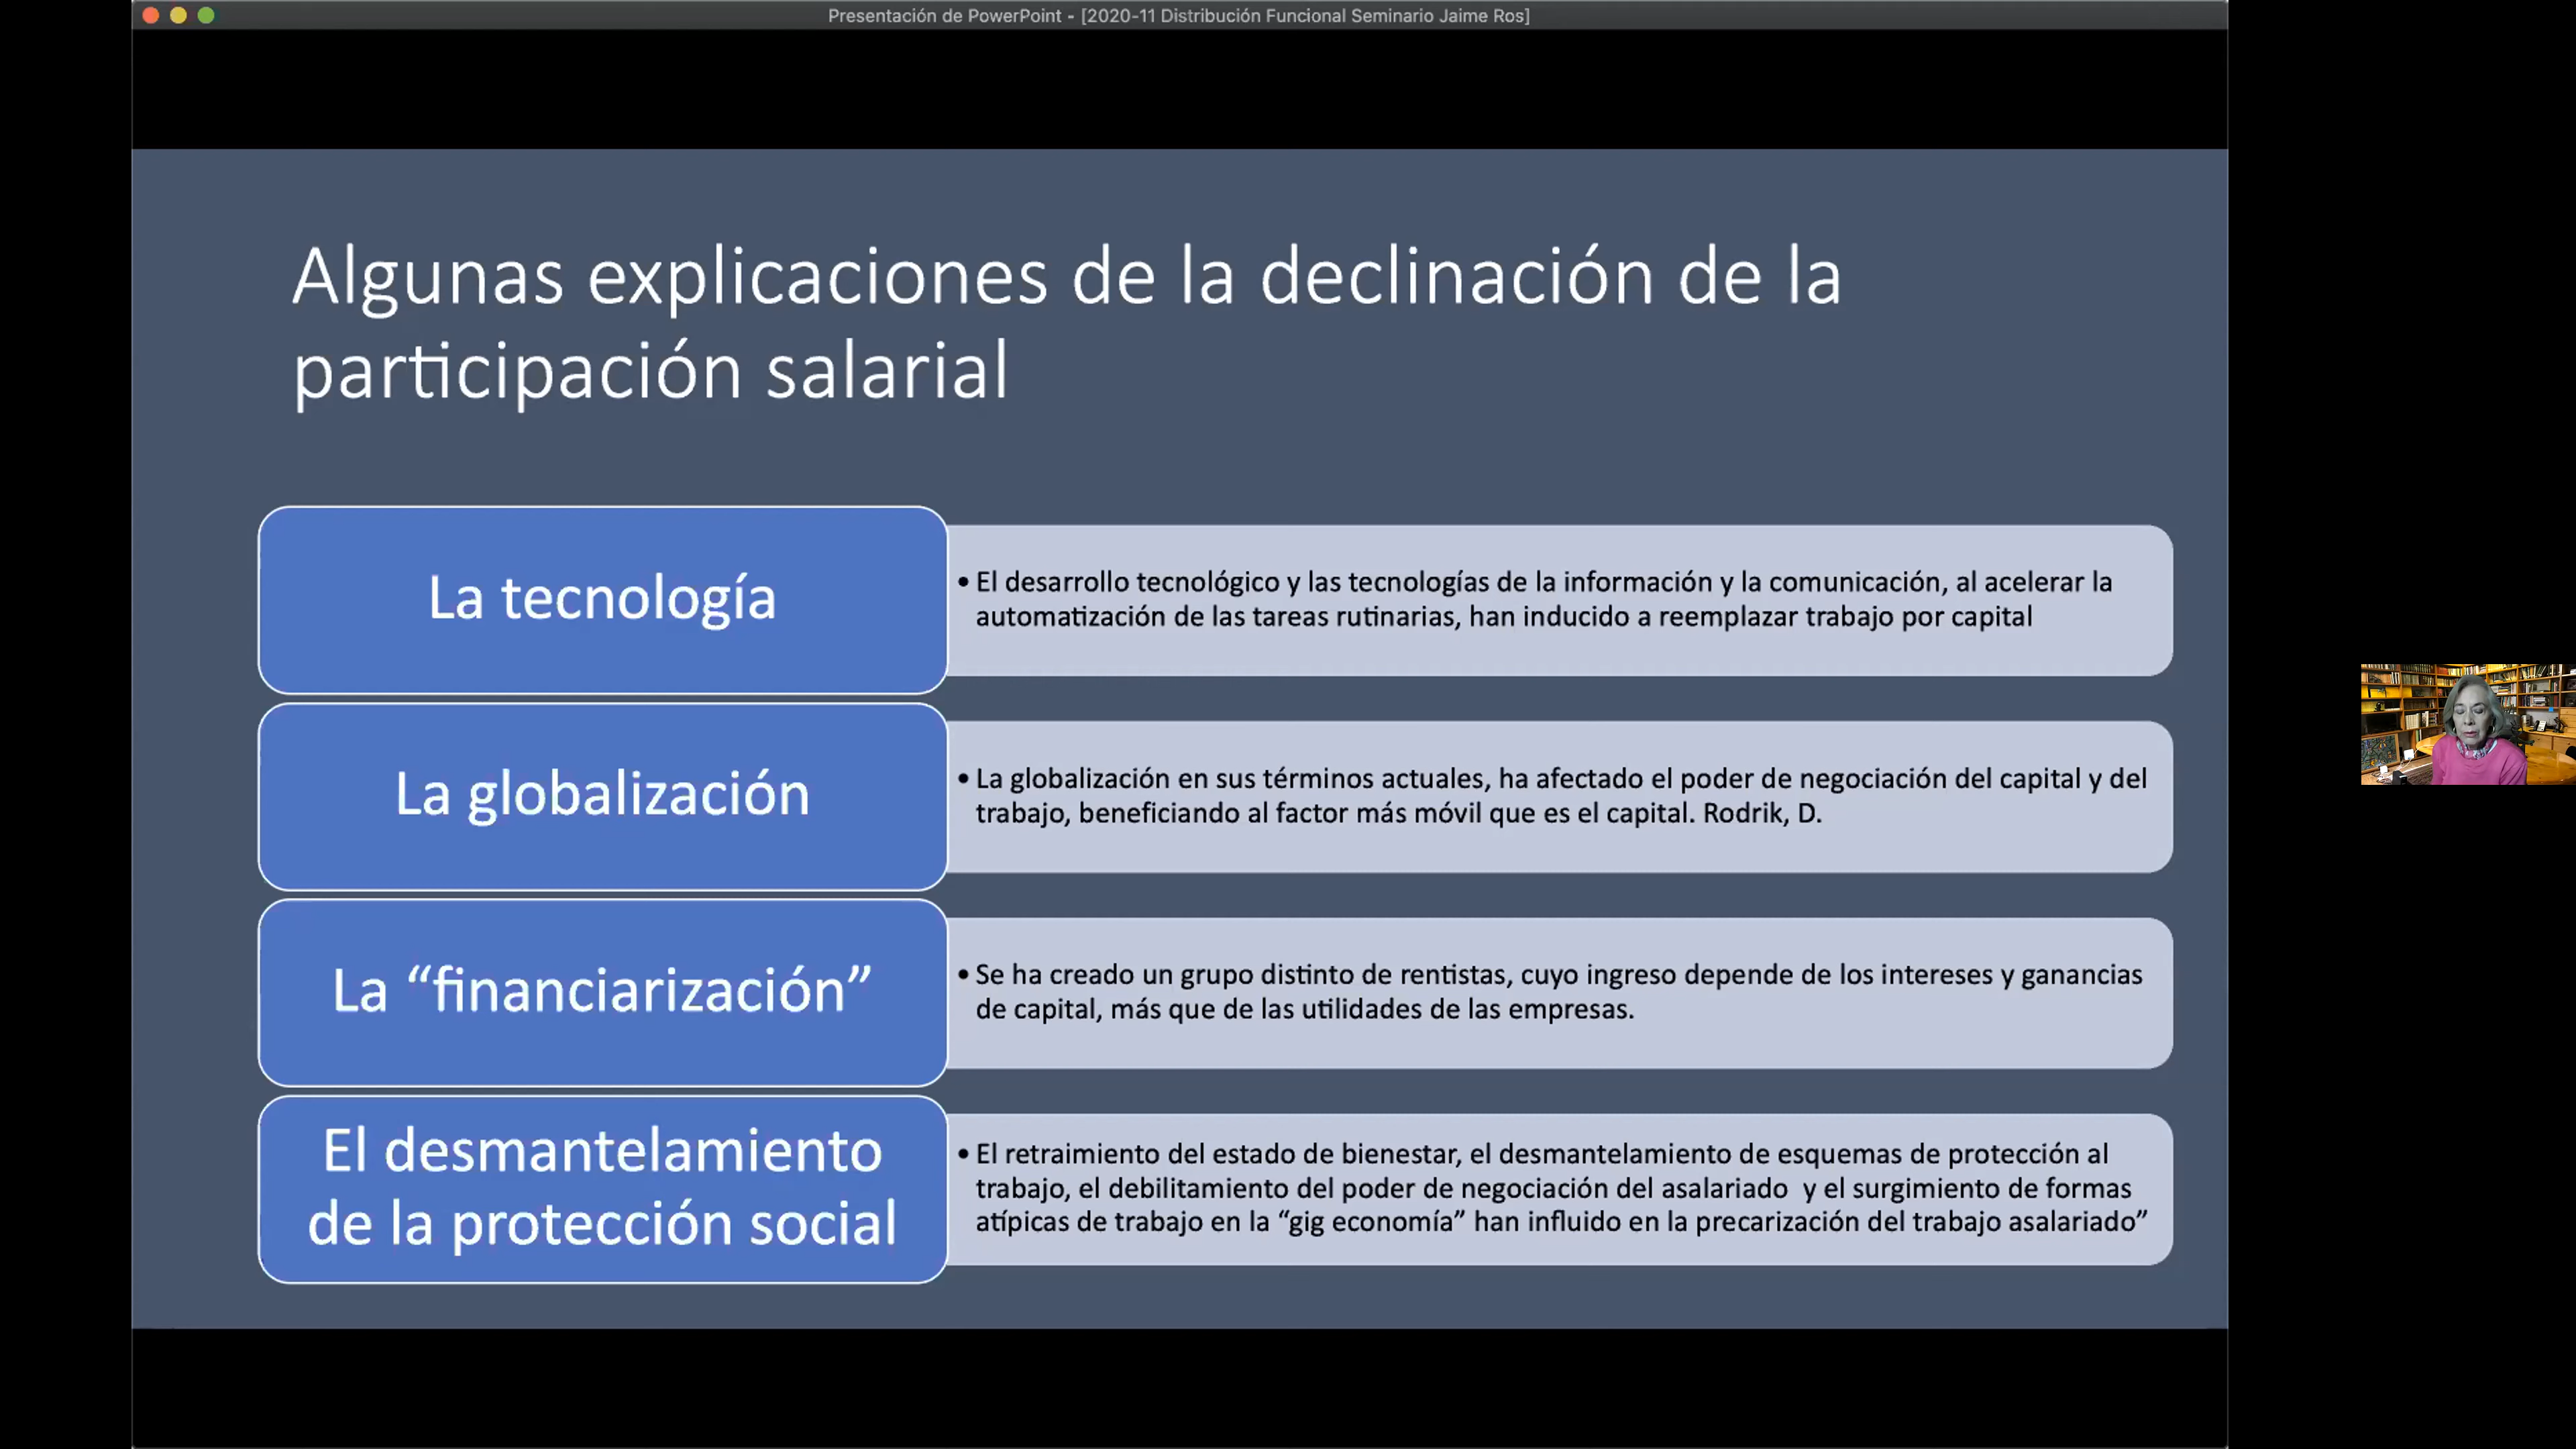 Presentación de PowerPoint - [2020-11 Distribución Funcional Seminario Jaime Ros]
Algunas explicaciones de la declinación de la
participación salarial
La tecnología
• El desarrollo tecnológico y las tecnologías de la información y la comunicación, al acelerar la
automatización de las tareas rutinarias, han inducido a reemplazar trabajo por capital
La globalización
• La globalización en sus términos actuales, ha afectado el poder de negociación del capital y del
trabajo, beneficiando al factor más móvil que es el capital. Rodrik, D.
La “financiarización”
• Se ha creado un grupo distinto de rentistas, cuyo ingreso depende de los intereses y ganancias
de capital, más que de las utilidades de las empresas.
El desmantelamiento
de la protección social
• El retraimiento del estado de bienestar, el desmantelamiento de esquemas de protección al
trabajo, el debilitamiento del poder de negociación del asalariado  y el surgimiento de formas
atípicas de trabajo en la “gig economía” han influido en la precarización del trabajo asalariado”